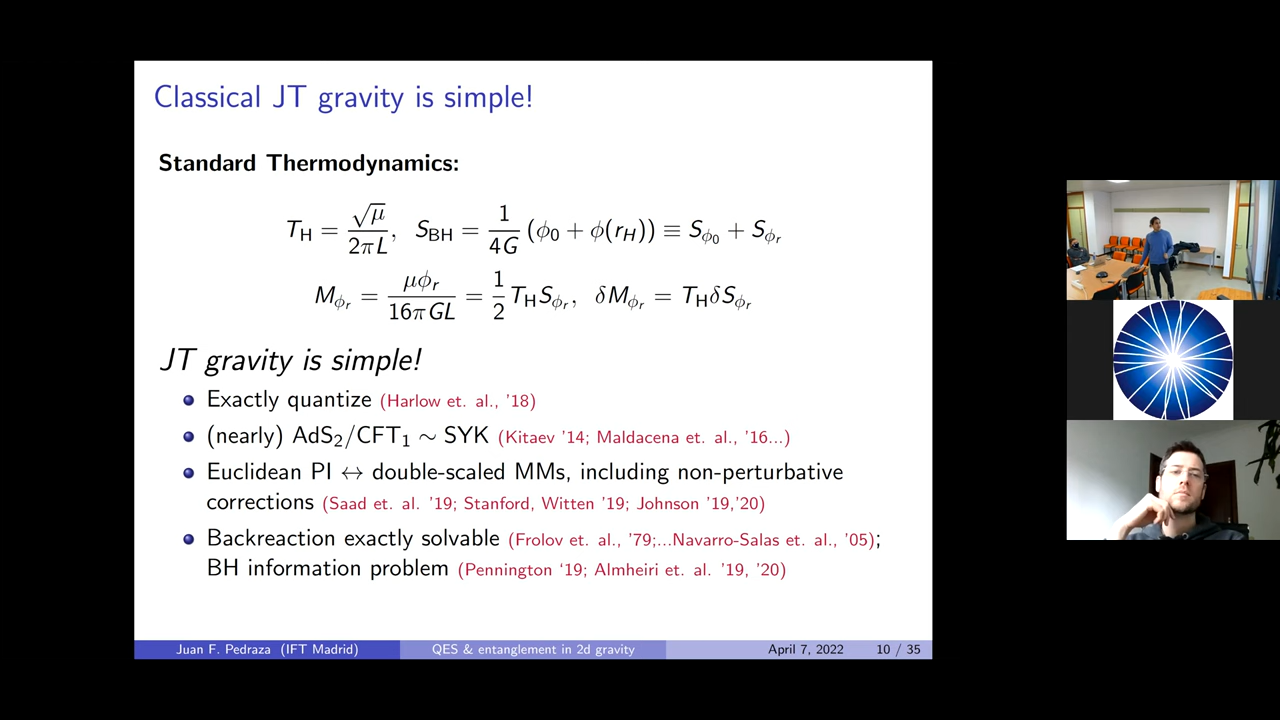 Classical JT gravity is simple!
Standard Thermodynamics:
T_H = √μ / 2πL, S_BH = 1/4G (ϕ₀ + ϕ(r_H)) ≡ S_ϕ₀ + S_ϕᵣ
M_ϕᵣ = μϕᵣ / 16πGL = 1/2 T_H S_ϕᵣ, δM_ϕᵣ = T_H δS_ϕᵣ
JT gravity is simple!
Exactly quantize (Harlow et. al., '18)
(nearly) AdS₂/CFT₁ ∼ SYK (Kitaev '14; Maldacena et. al., '16...)
Euclidean PI ↔ double-scaled MMs, including non-perturbative
corrections (Saad et. al. '19; Stanford, Witten '19; Johnson '19,'20)
Backreaction exactly solvable (Frolov et. al., '79;...Navarro-Salas et. al., '05);
BH information problem (Pennington '19; Almheiri et. al. '19, '20)
Juan F. Pedraza (IFT Madrid) QES & entanglement in 2d gravity April 7, 2022 10 / 35